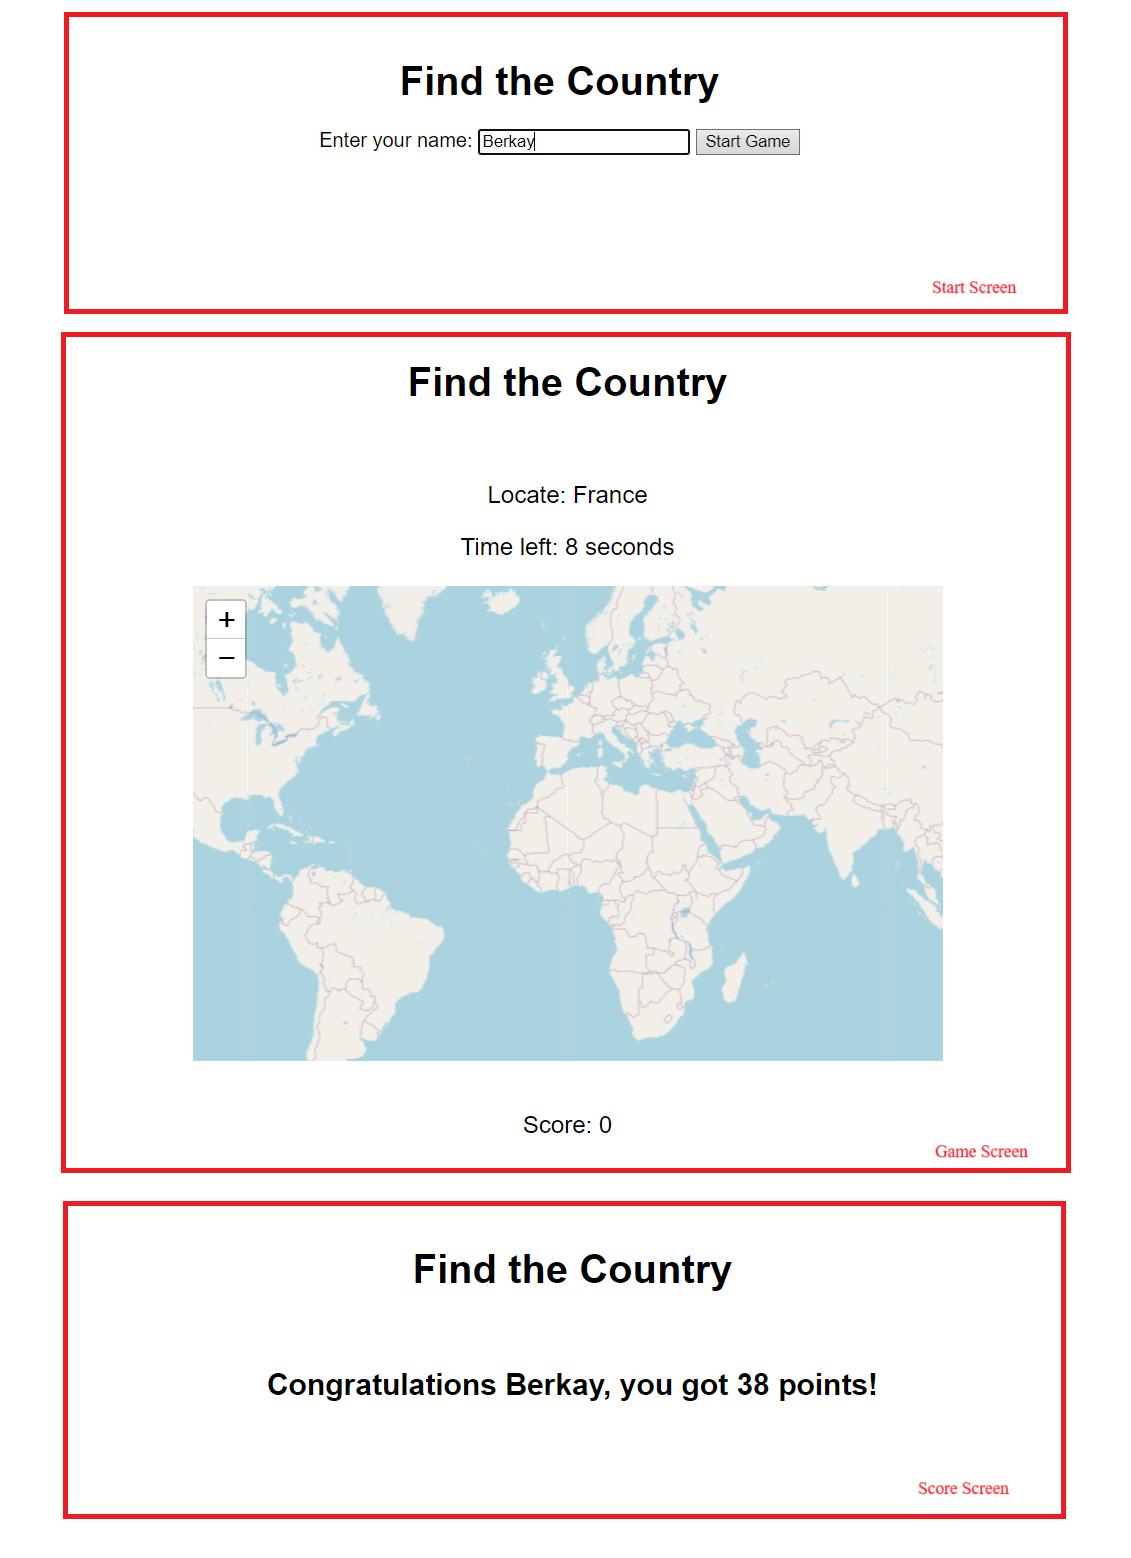 Find the Country
Enter your name: Berkay Start Game
Start Screen
Find the Country
Locate: France
Time left: 8 seconds
+
−
Score: 0
Game Screen
Find the Country
Congratulations Berkay, you got 38 points!
Score Screen